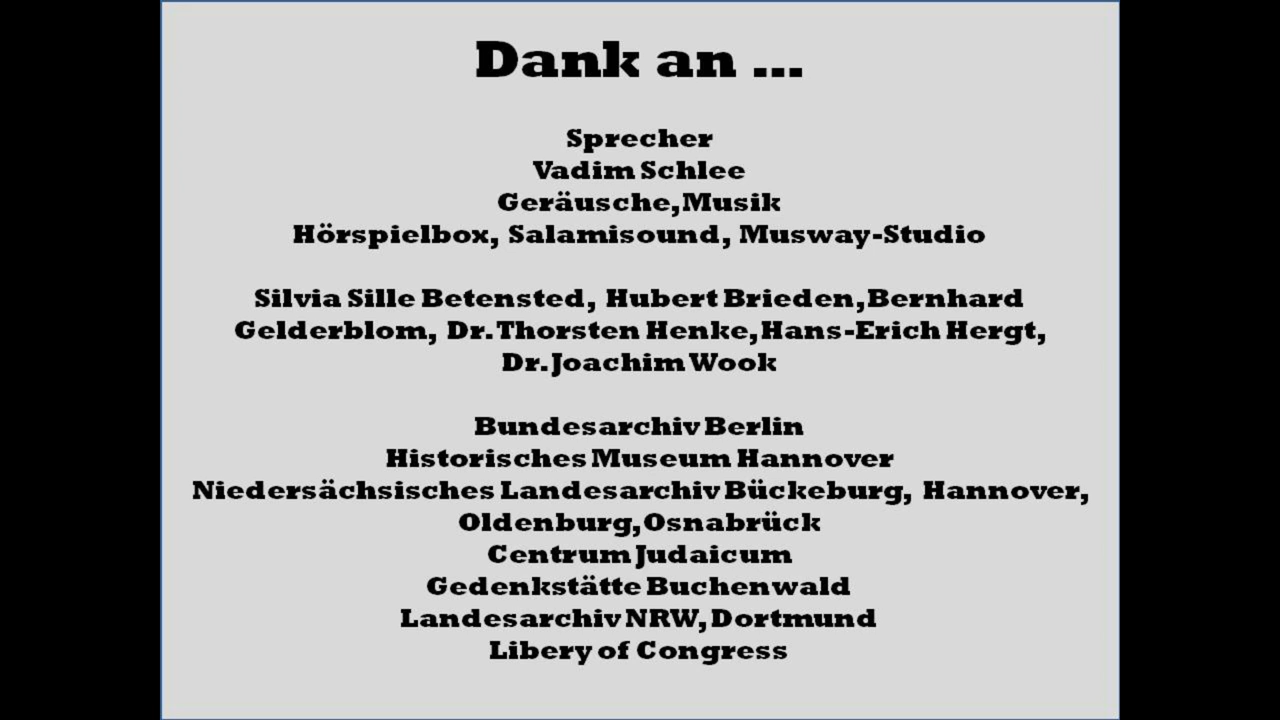 Dank an ...
Sprecher
Vadim Schlee
Geräusche, Musik
Hörspielbox, Salamisound, Musway-Studio
Silvia Sille Betensted, Hubert Brieden, Bernhard
Gelderblom, Dr. Thorsten Henke, Hans-Erich Hergt,
Dr. Joachim Wook
Bundesarchiv Berlin
Historisches Museum Hannover
Niedersächsisches Landesarchiv Bückeburg, Hannover,
Oldenburg, Osnabrück
Centrum Judaicum
Gedenkstätte Buchenwald
Landesarchiv NRW, Dortmund
Libery of Congress